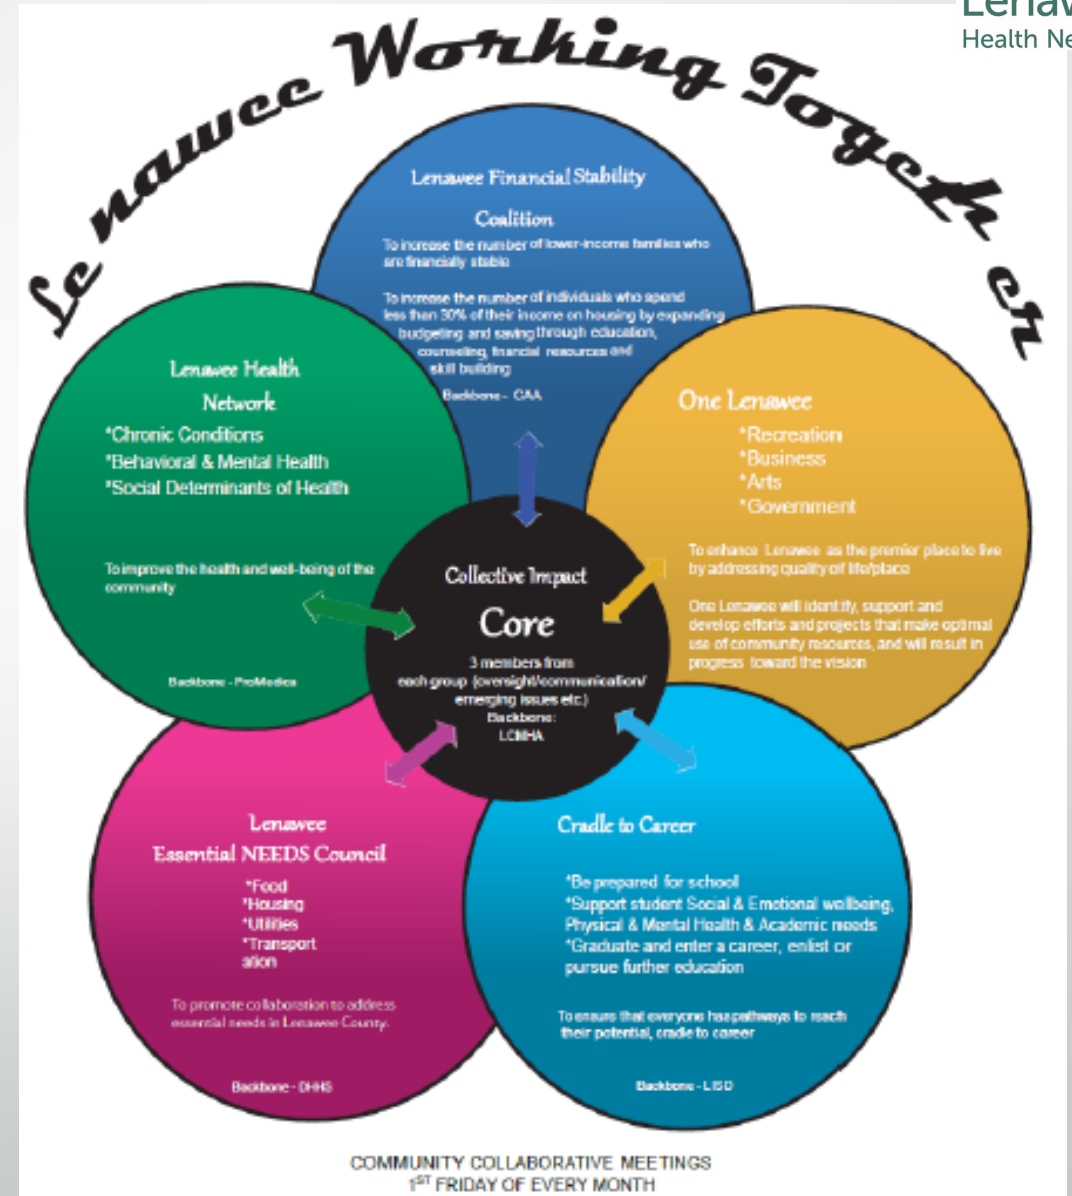 Lenaw
Health Ne
Lenawee Working Together
Lenawee Financial Stability
Coalition
To increase the number of lower-income families who
are financially stable
To increase the number of individuals who spend
less than 30% of their income on housing by expanding
budgeting and saving through education,
counseling, financial resources and
skill building
Backbone - CAA
Lenawee Health
Network
*Chronic Conditions
*Behavioral & Mental Health
*Social Determinants of Health
To improve the health and well-being of the
community
Backbone - ProMedica
One Lenawee
*Recreation
*Business
*Arts
*Government
To enhance Lenawee as the premier place to live
by addressing quality of life/place
One Lenawee will identify, support and
develop efforts and projects that make optimal
use of community resources, and will result in
progress toward the vision
Collective Impact
Core
3 members from
each group (oversight/communication/
emerging issues etc.)
Backbone:
LCMHA
Lenawee
Essential NEEDS Council
*Food
*Housing
*Utilities
*Transport
ation
To promote collaboration to address
essential needs in Lenawee County.
Backbone - DHHS
Cradle to Career
*Be prepared for school
*Support student Social & Emotional wellbeing,
Physical & Mental Health & Academic needs
*Graduate and enter a career, enlist or
pursue further education
To ensure that everyone has pathways to reach
their potential, cradle to career
Backbone - LISD
COMMUNITY COLLABORATIVE MEETINGS
1ST FRIDAY OF EVERY MONTH